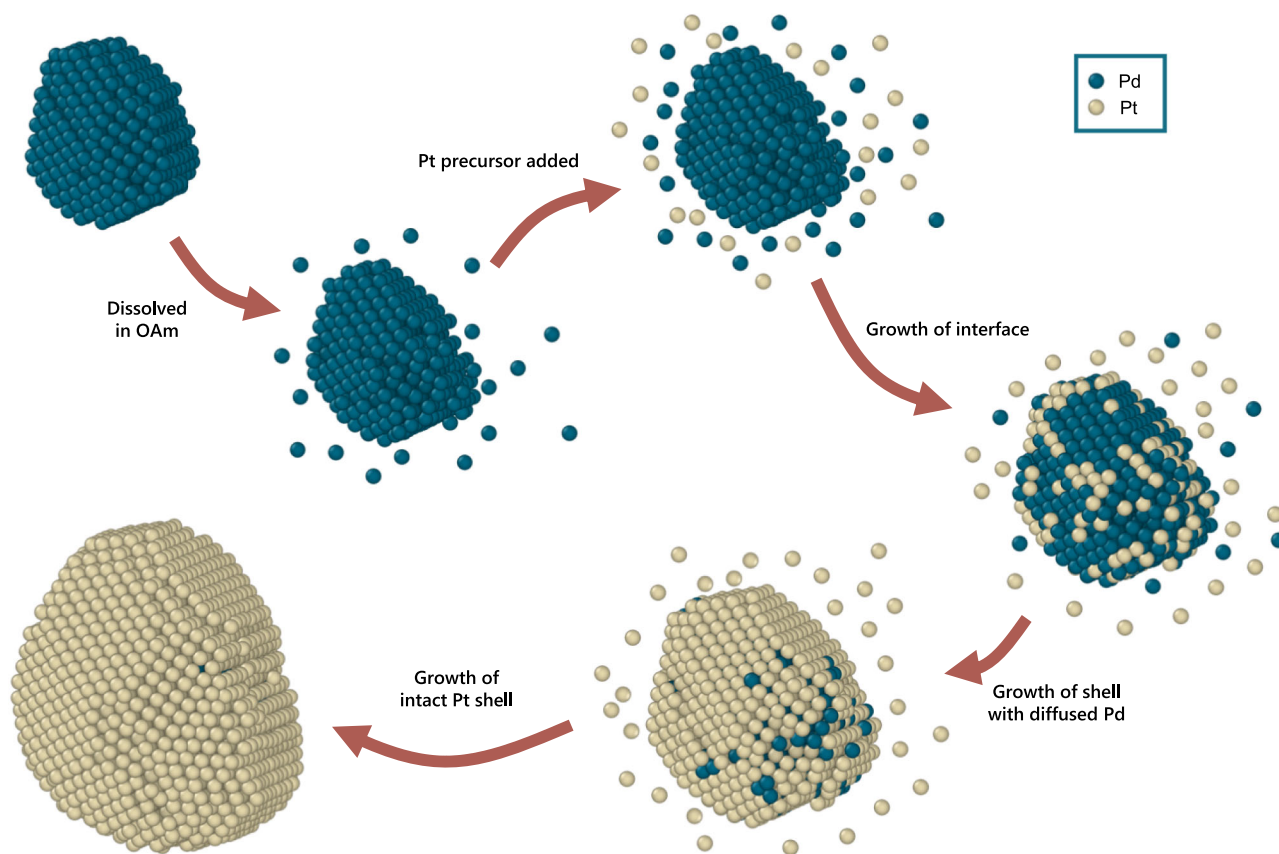 Pd
Pt
Pt precursor added
Dissolved
in OAm
Growth of interface
Growth of shell
with diffused Pd
Growth of
intact Pt shell